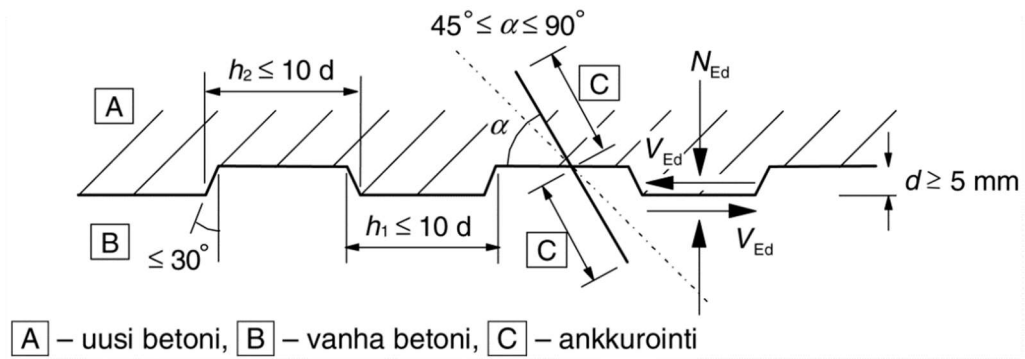 45° ≤ α ≤ 90°
h₂ ≤ 10 d
N_Ed
A
C
α
V_Ed
d ≥ 5 mm
B
≤ 30°
h₁ ≤ 10 d
C
V_Ed
A – uusi betoni, B – vanha betoni, C – ankkurointi